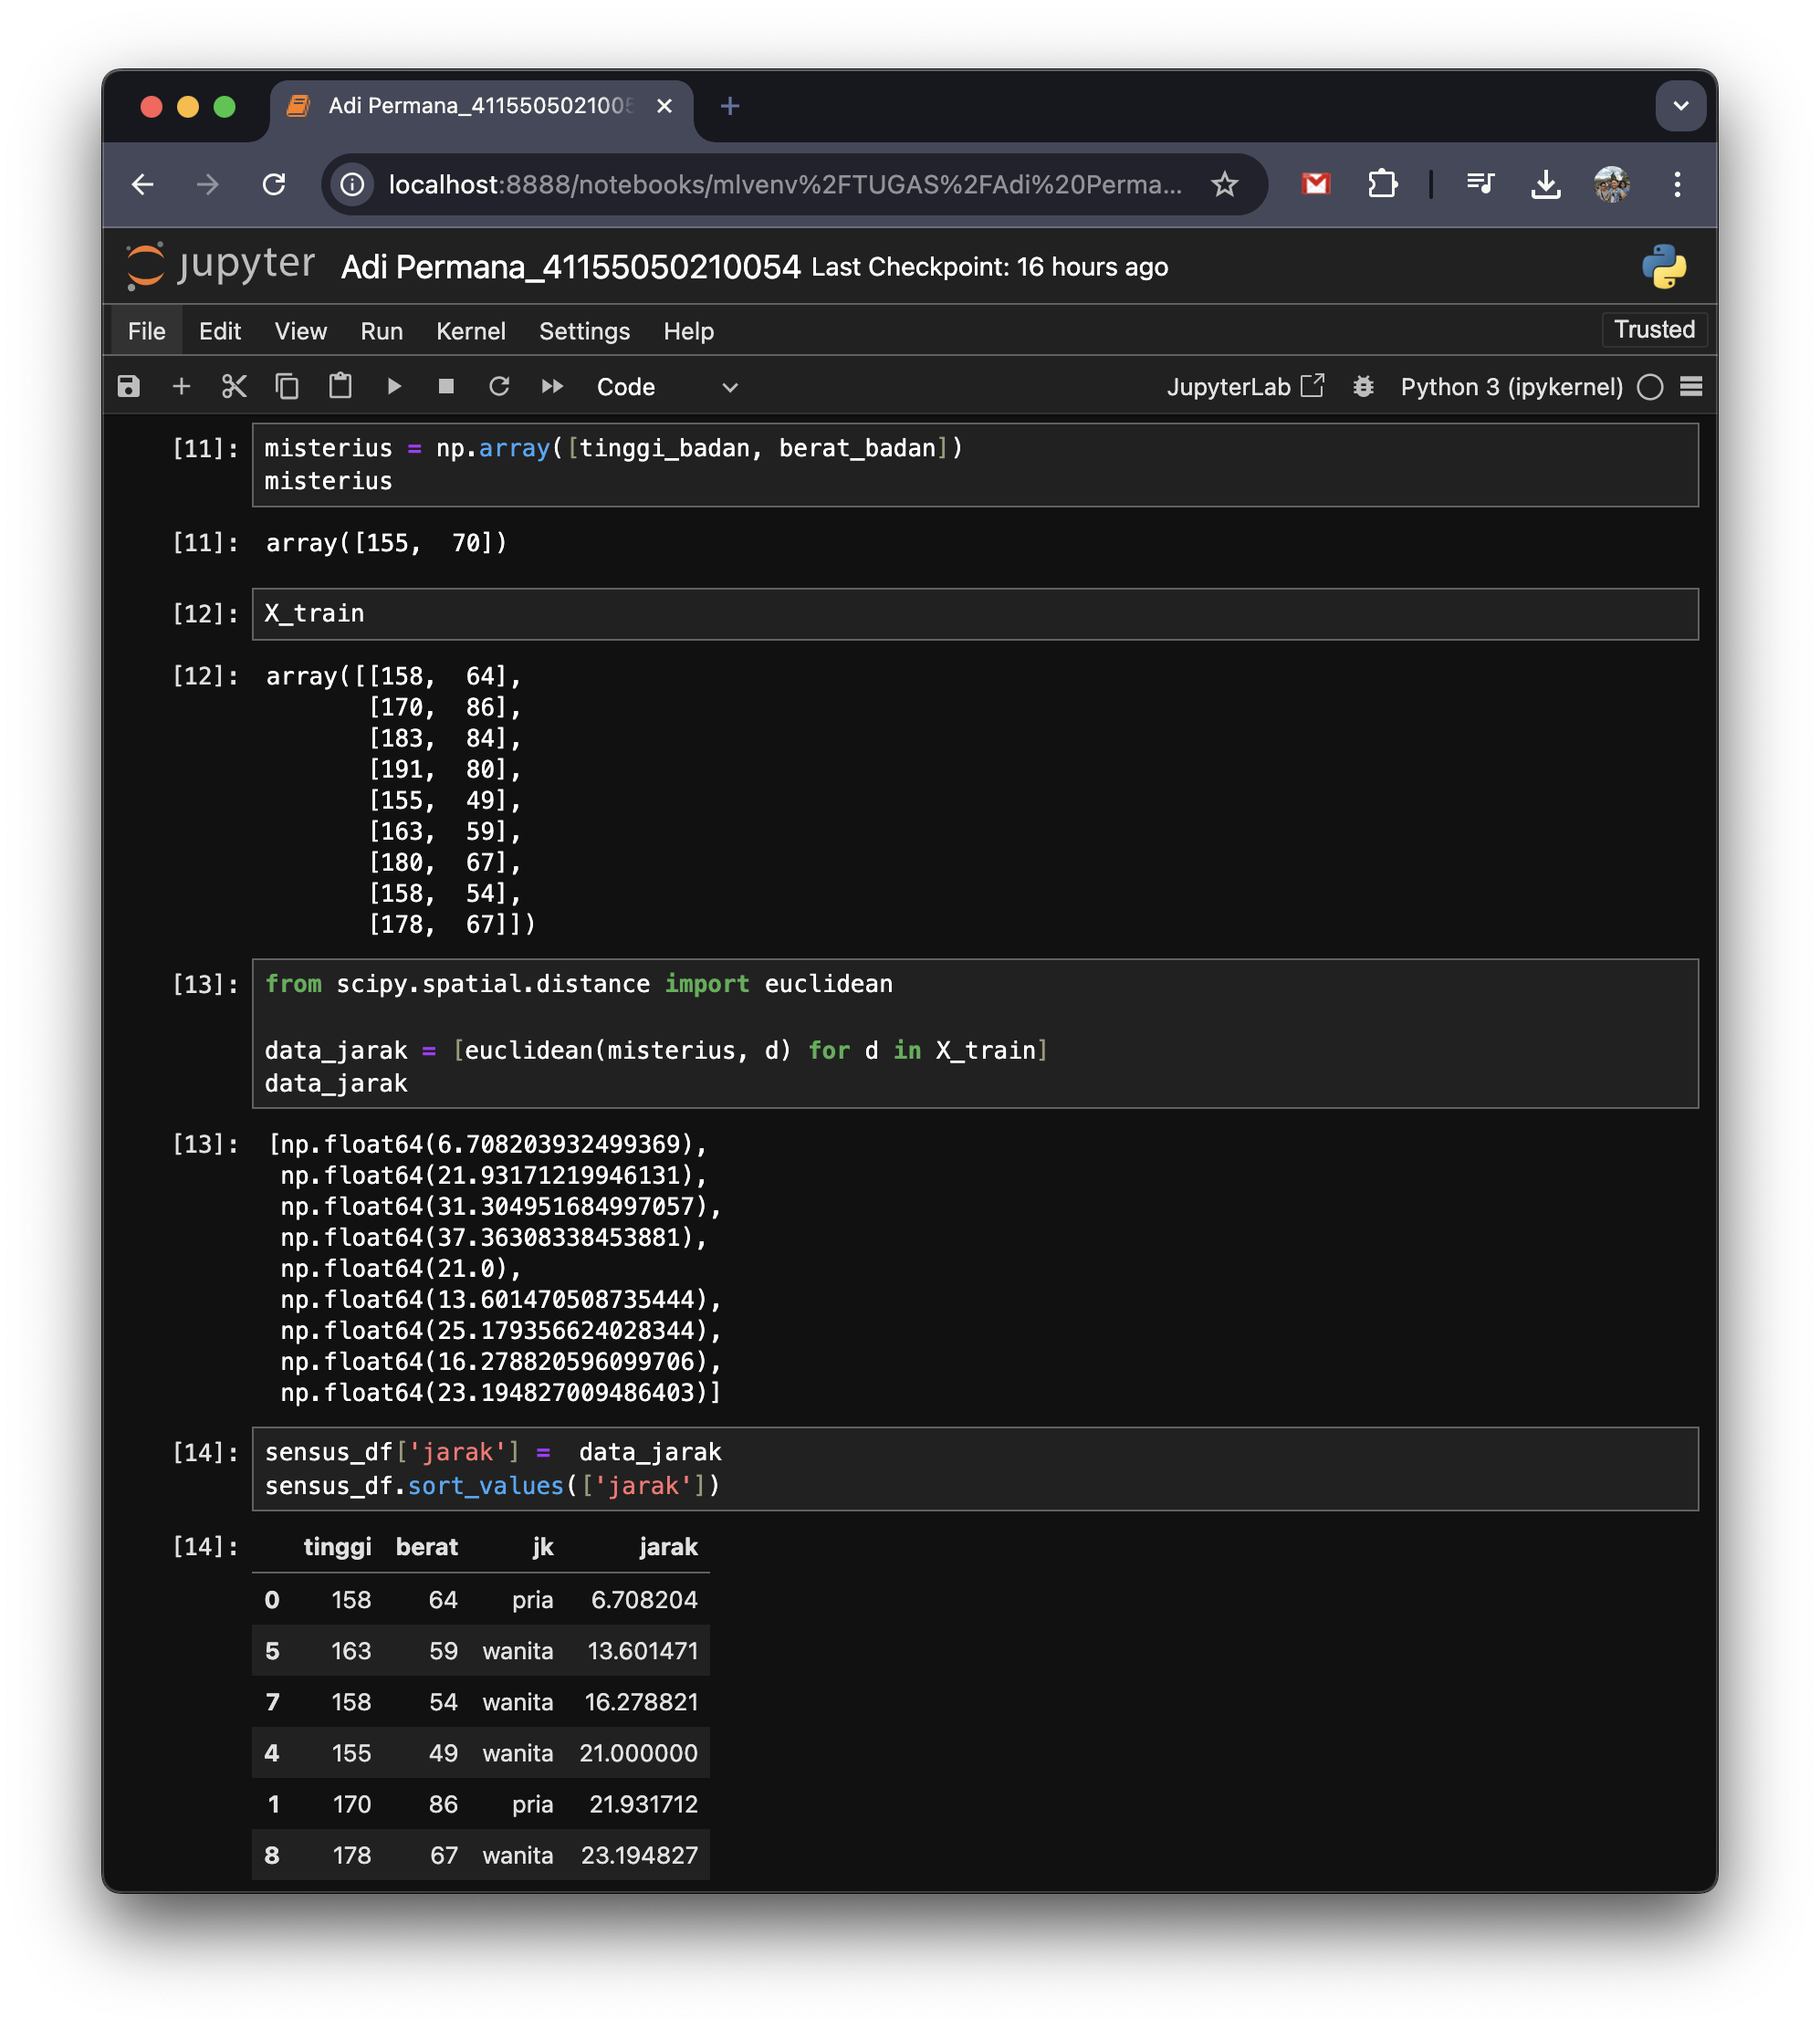 Adi Permana_4115505021005
localhost:8888/notebooks/mlvenv%2FTUGAS%2FAdi%20Perma...
jupyter Adi Permana_41155050210054 Last Checkpoint: 16 hours ago
File Edit View Run Kernel Settings Help Trusted
Code JupyterLab Python 3 (ipykernel)
[11]: misterius = np.array([tinggi_badan, berat_badan])
misterius
[11]: array([155,  70])
[12]: X_train
[12]: array([[158,  64],
[170,  86],
[183,  84],
[191,  80],
[155,  49],
[163,  59],
[180,  67],
[158,  54],
[178,  67]])
[13]: from scipy.spatial.distance import euclidean
data_jarak = [euclidean(misterius, d) for d in X_train]
data_jarak
[13]: [np.float64(6.708203932499369),
np.float64(21.93171219946131),
np.float64(31.304951684997057),
np.float64(37.36308338453881),
np.float64(21.0),
np.float64(13.601470508735444),
np.float64(25.179356624028344),
np.float64(16.278820596099706),
np.float64(23.194827009486403)]
[14]: sensus_df['jarak'] =  data_jarak
sensus_df.sort_values(['jarak'])
[14]: tinggi berat jk jarak
0 158 64 pria 6.708204
5 163 59 wanita 13.601471
7 158 54 wanita 16.278821
4 155 49 wanita 21.000000
1 170 86 pria 21.931712
8 178 67 wanita 23.194827